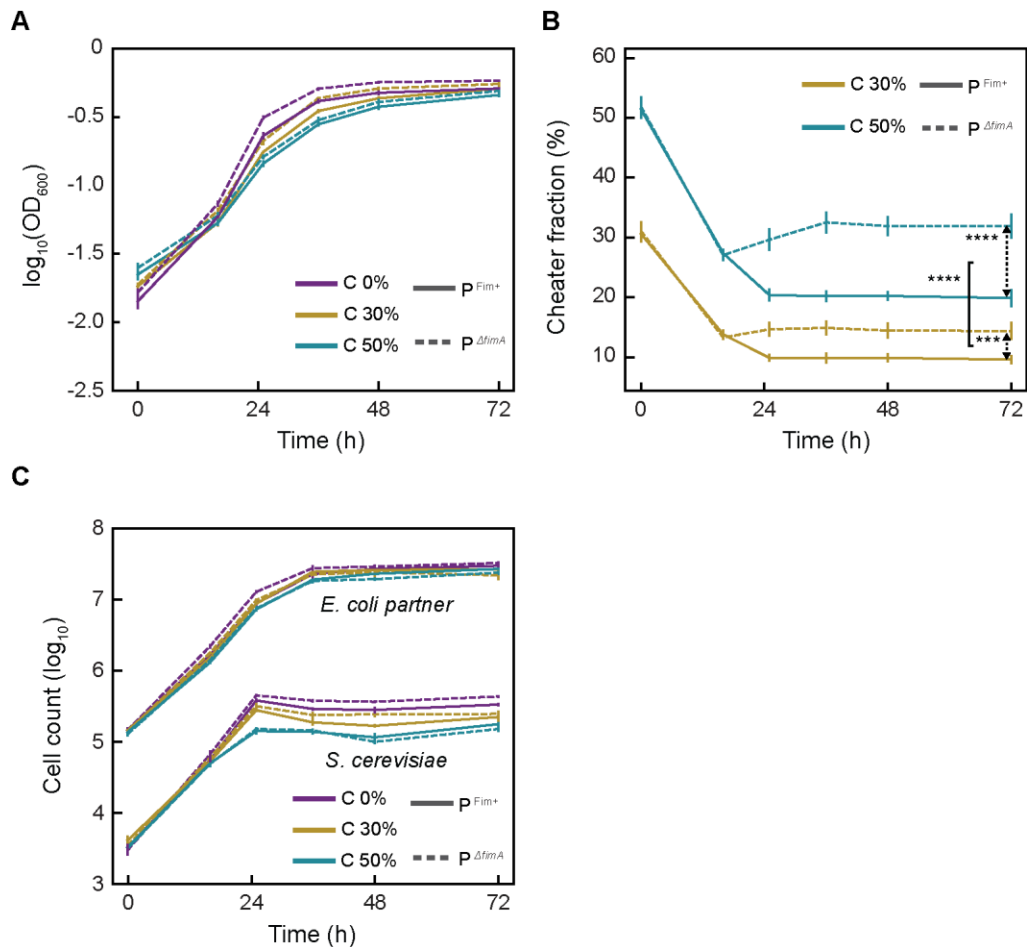 A
log₁₀(OD₆₀₀)
0
-0.5
-1.0
-1.5
-2.0
-2.5
C 0%
C 30%
C 50%
P Fim+
P ΔfimA
0 24 48 72
Time (h)
B
Cheater fraction (%)
60
50
40
30
20
10
C 30%
C 50%
P Fim+
P ΔfimA
****
****
***
0 24 48 72
Time (h)
C
Cell count (log₁₀)
8
7
6
5
4
3
E. coli partner
S. cerevisiae
C 0%
C 30%
C 50%
P Fim+
P ΔfimA
0 24 48 72
Time (h)